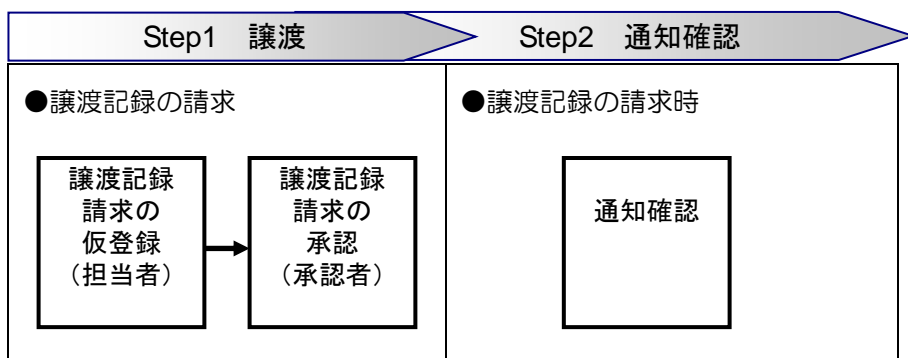 Step1 譲渡
Step2 通知確認
●譲渡記録の請求
●譲渡記録の請求時
譲渡記録
請求の
仮登録
（担当者）
譲渡記録
請求の
承認
（承認者）
通知確認